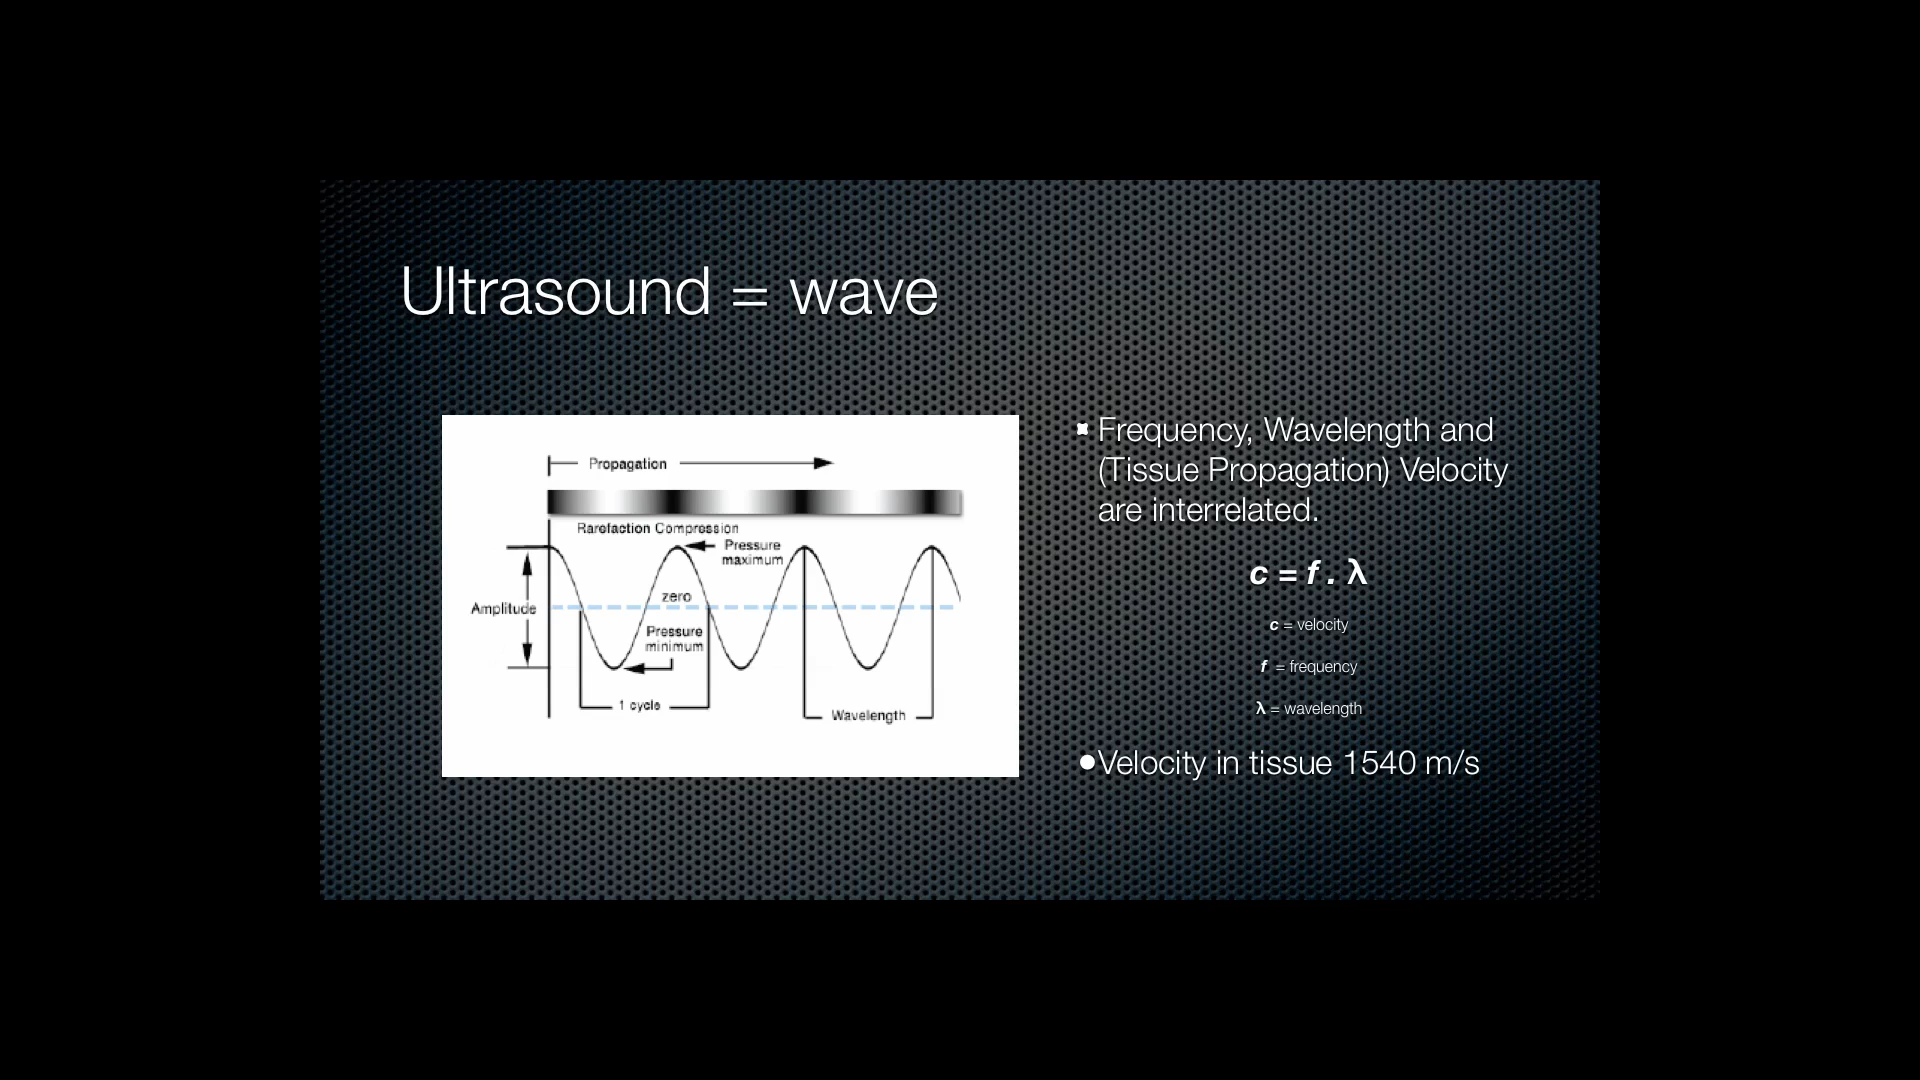 Ultrasound = wave
Propagation
Rarefaction Compression
Pressure
maximum
zero
Amplitude
Pressure
minimum
1 cycle
Wavelength
Frequency, Wavelength and
(Tissue Propagation) Velocity
are interrelated.
c = f . λ
c = velocity
f = frequency
λ = wavelength
Velocity in tissue 1540 m/s